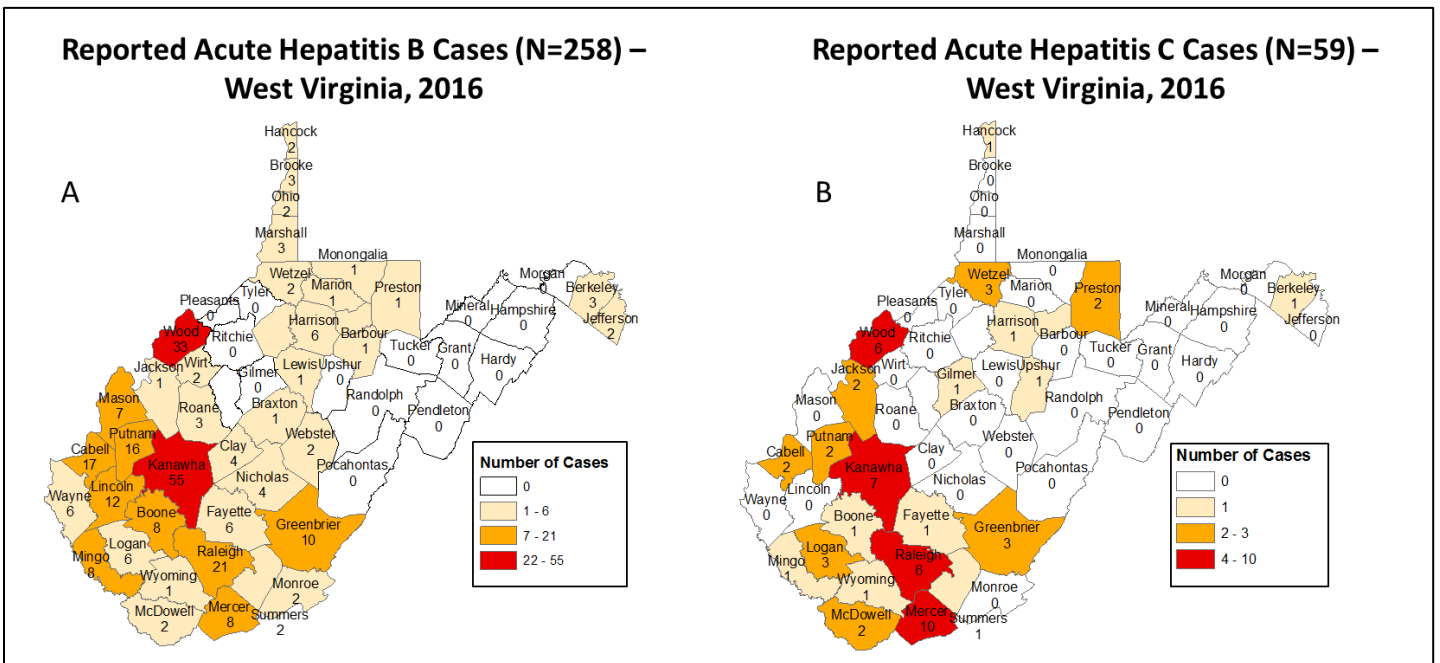 Reported Acute Hepatitis B Cases (N=258) –
West Virginia, 2016
A
Hancock
2
Brooke
3
Ohio
2
Marshall
3
Monongalia
1
Wetzel
2
Marion
1
Preston
1
Morgan
0
Berkeley
3
Jefferson
2
Mineral
0
Hampshire
0
Pleasants
0
Tyler
0
Wood
33
Ritchie
0
Harrison
6
Barbour
1
Tucker
0
Grant
0
Hardy
0
Jackson
1
Wirt
2
Gilmer
0
Lewis
1
Upshur
0
Randolph
0
Pendleton
0
Mason
7
Roane
3
Braxton
1
Putnam
16
Webster
2
Cabell
17
Kanawha
55
Clay
4
Pocahontas
0
Nicholas
4
Wayne
6
Lincoln
12
Boone
8
Fayette
6
Greenbrier
10
Logan
6
Mingo
8
Raleigh
21
Wyoming
1
Monroe
2
McDowell
2
Mercer
8
Summers
2
Number of Cases
0
1 - 6
7 - 21
22 - 55
Reported Acute Hepatitis C Cases (N=59) –
West Virginia, 2016
B
Hancock
1
Brooke
0
Ohio
0
Marshall
0
Monongalia
0
Wetzel
3
Marion
0
Preston
2
Morgan
0
Berkeley
1
Jefferson
0
Mineral
0
Hampshire
0
Pleasants
0
Tyler
0
Wood
6
Ritchie
0
Harrison
1
Barbour
0
Tucker
0
Grant
0
Hardy
0
Jackson
2
Wirt
0
Gilmer
1
Lewis
0
Upshur
1
Randolph
0
Pendleton
0
Mason
0
Roane
0
Braxton
0
Putnam
2
Webster
0
Cabell
2
Kanawha
7
Clay
0
Pocahontas
0
Nicholas
0
Wayne
0
Lincoln
0
Boone
1
Fayette
1
Greenbrier
3
Logan
3
Mingo
1
Raleigh
6
Wyoming
1
Monroe
0
McDowell
2
Mercer
10
Summers
1
Number of Cases
0
1
2 - 3
4 - 10